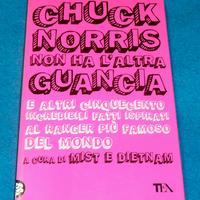 CHUCK
NORRIS
NON HA L'ALTRA
GUANCIA
E ALTRI CINQUECENTO
INCREDIBILI FATTI ISPIRATI
AL RANGER PIÙ FAMOSO
DEL MONDO
A CURA DI MIST E DIETNAM
TEA